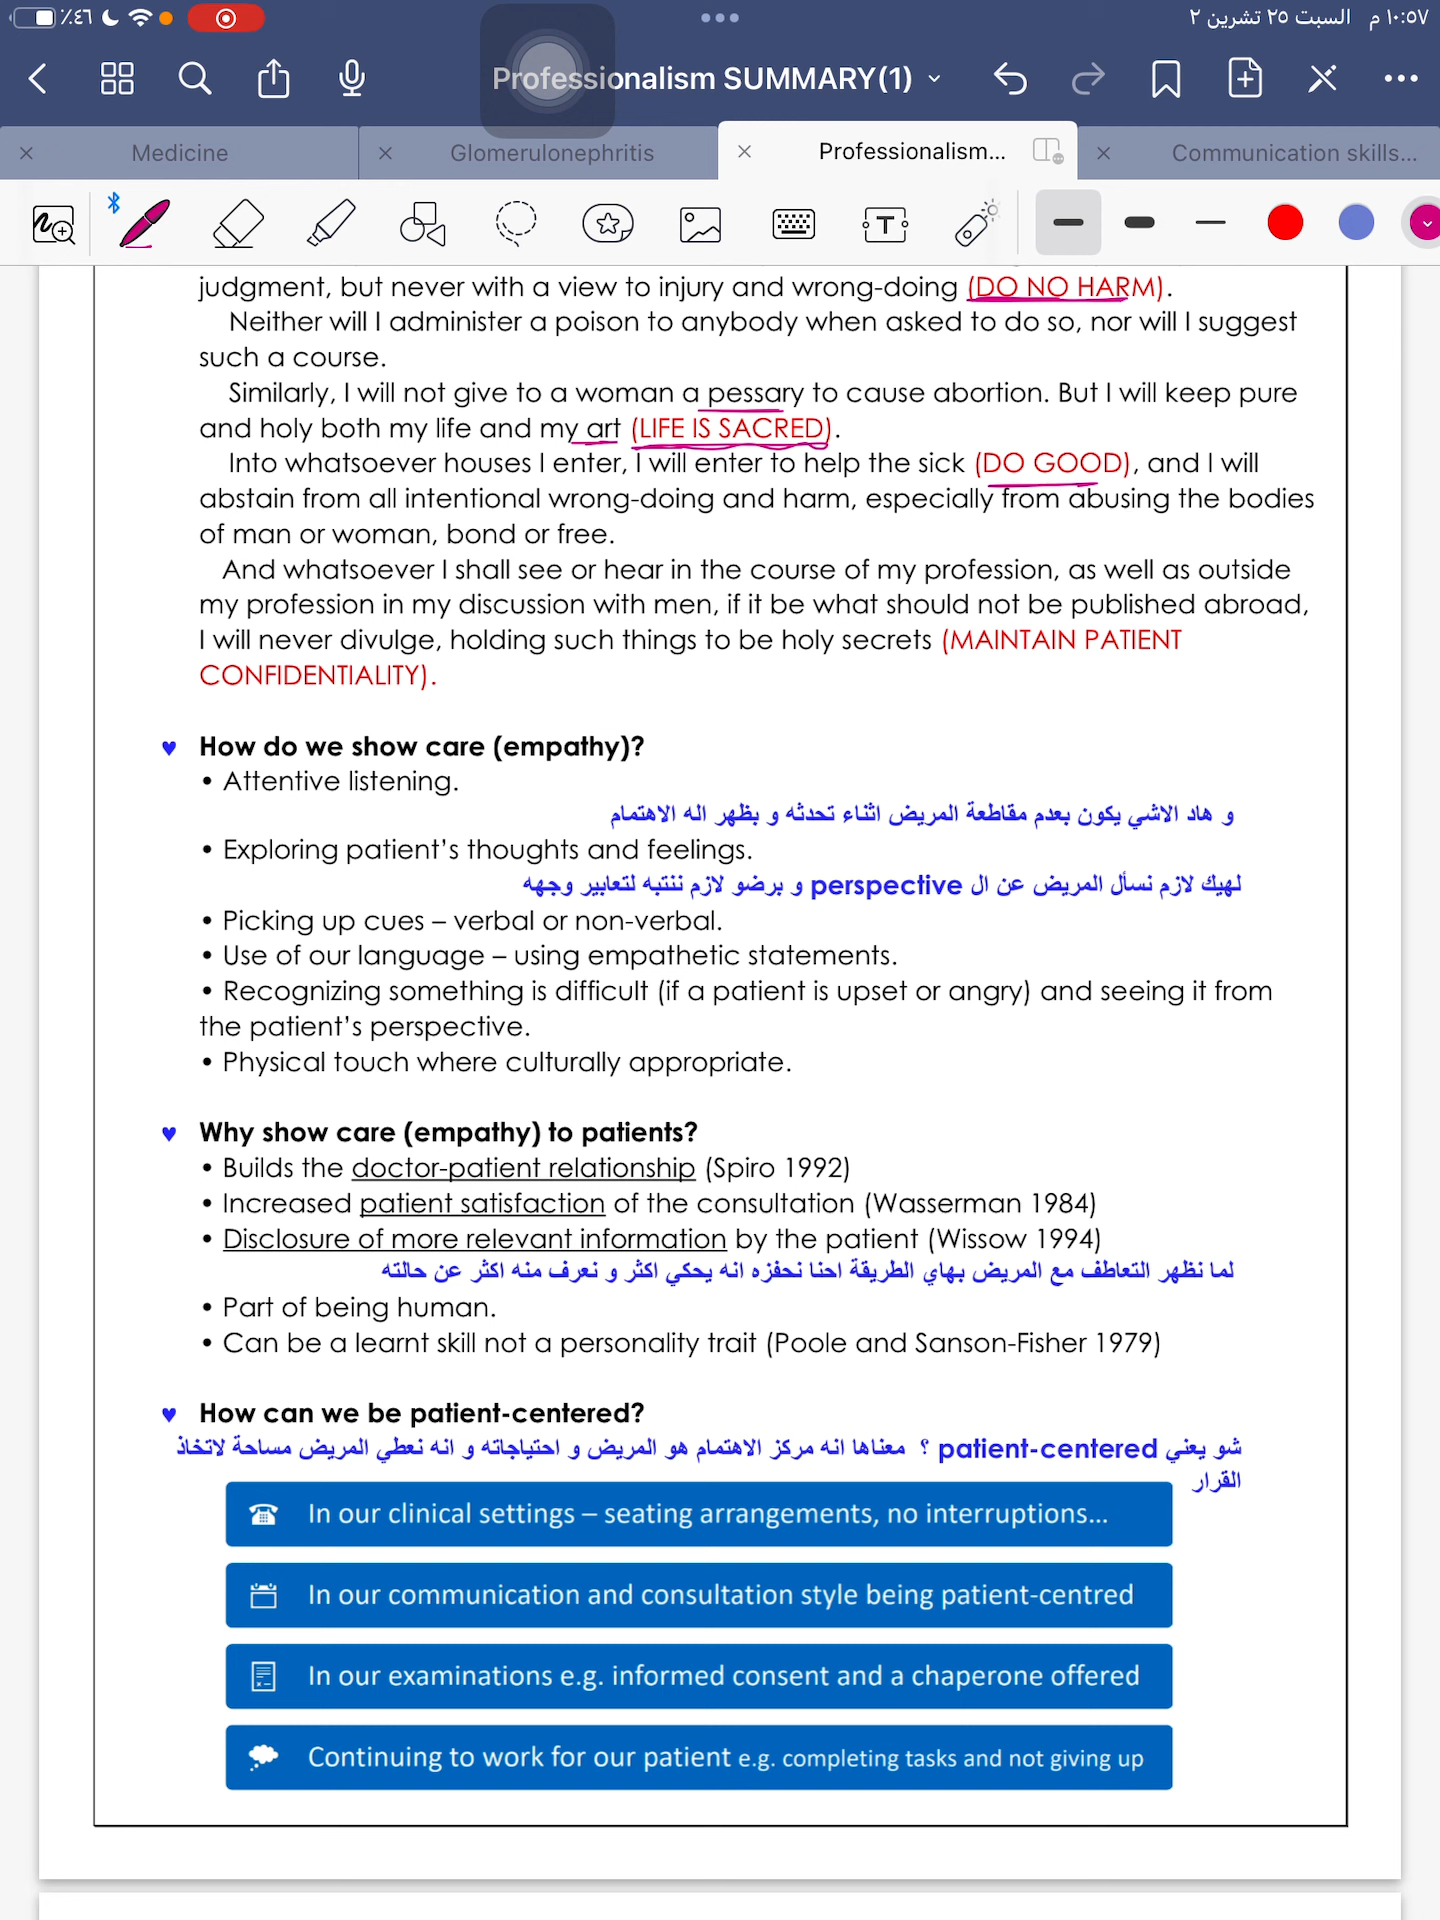 ٪٤٦
السبت ٢٥ تشرين ٢ ١٠:٥٧ م
Professionalism SUMMARY(1)
Medicine
Glomerulonephritis
Professionalism...
Communication skills...
judgment, but never with a view to injury and wrong-doing (DO NO HARM).
Neither will I administer a poison to anybody when asked to do so, nor will I suggest
such a course.
Similarly, I will not give to a woman a pessary to cause abortion. But I will keep pure
and holy both my life and my art (LIFE IS SACRED).
Into whatsoever houses I enter, I will enter to help the sick (DO GOOD), and I will
abstain from all intentional wrong-doing and harm, especially from abusing the bodies
of man or woman, bond or free.
And whatsoever I shall see or hear in the course of my profession, as well as outside
my profession in my discussion with men, if it be what should not be published abroad,
I will never divulge, holding such things to be holy secrets (MAINTAIN PATIENT
CONFIDENTIALITY).
♥ How do we show care (empathy)?
• Attentive listening.
و هاد الاشي يكون بعدم مقاطعة المريض اثناء تحدثه و بظهر اله الاهتمام
• Exploring patient's thoughts and feelings.
لهيك لازم نسأل المريض عن ال perspective و برضو لازم ننتبه لتعابير وجهه
• Picking up cues – verbal or non-verbal.
• Use of our language – using empathetic statements.
• Recognizing something is difficult (if a patient is upset or angry) and seeing it from
the patient's perspective.
• Physical touch where culturally appropriate.
♥ Why show care (empathy) to patients?
• Builds the doctor-patient relationship (Spiro 1992)
• Increased patient satisfaction of the consultation (Wasserman 1984)
• Disclosure of more relevant information by the patient (Wissow 1994)
لما نظهر التعاطف مع المريض بهاي الطريقة احنا نحفزه انه يحكي اكثر و نعرف منه اكثر عن حالته
• Part of being human.
• Can be a learnt skill not a personality trait (Poole and Sanson-Fisher 1979)
♥ How can we be patient-centered?
شو يعني patient-centered ؟ معناها انه مركز الاهتمام هو المريض و احتياجاته و انه نعطي المريض مساحة لاتخاذ
القرار
In our clinical settings – seating arrangements, no interruptions...
In our communication and consultation style being patient-centred
In our examinations e.g. informed consent and a chaperone offered
Continuing to work for our patient e.g. completing tasks and not giving up